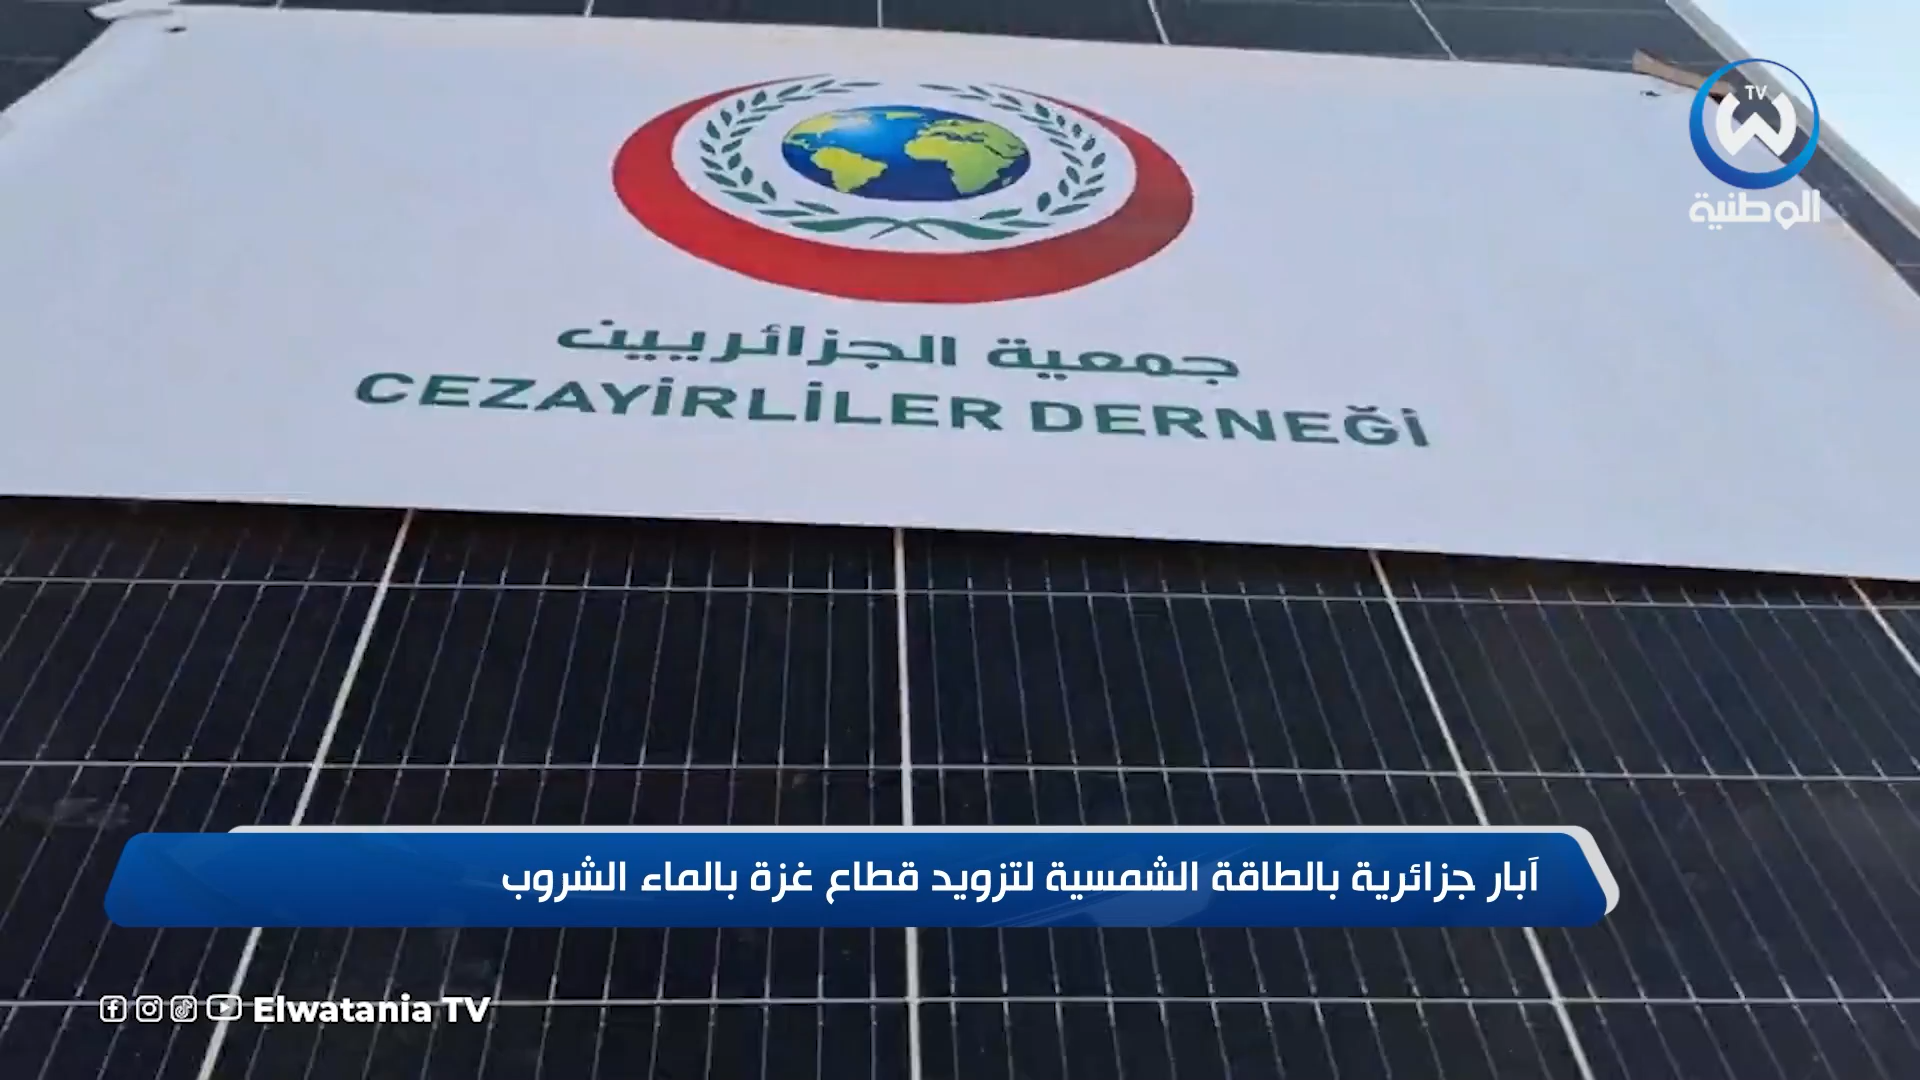 TV
الوطنية
جمعية الجزائريين
CEZAYİRLİLER DERNEĞİ
آبار جزائرية بالطاقة الشمسية لتزويد قطاع غزة بالماء الشروب
Elwatania TV